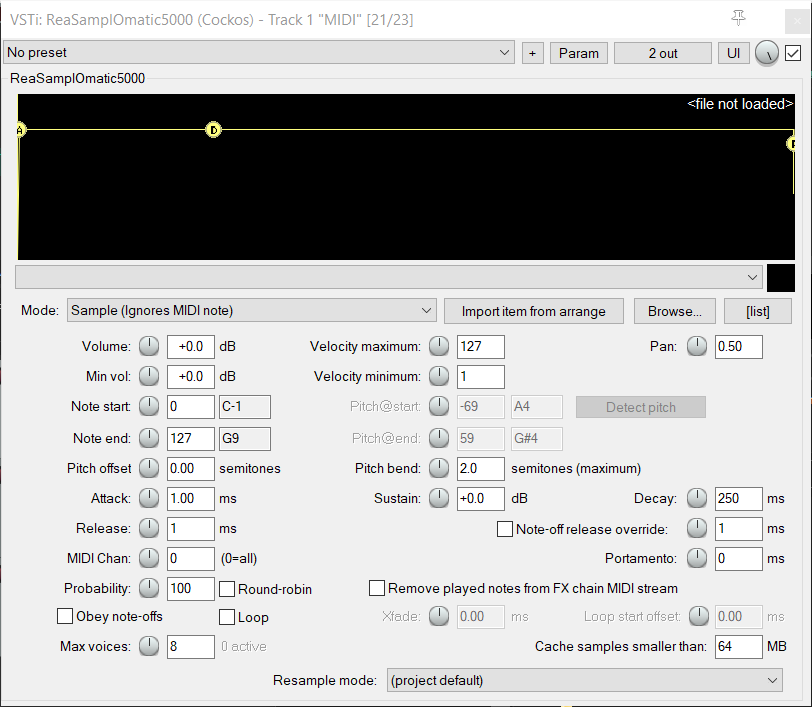 VSTi: ReaSamplOmatic5000 (Cockos) - Track 1 "MIDI" [21/23]
No preset + Param 2 out UI
ReaSamplOmatic5000
<file not loaded>
A D
Mode: Sample (Ignores MIDI note) Import item from arrange Browse... [list]
Volume: +0.0 dB Velocity maximum: 127 Pan: 0.50
Min vol: +0.0 dB Velocity minimum: 1
Note start: 0 C-1 Pitch@start: -69 A4 Detect pitch
Note end: 127 G9 Pitch@end: 59 G#4
Pitch offset 0.00 semitones Pitch bend: 2.0 semitones (maximum)
Attack: 1.00 ms Sustain: +0.0 dB Decay: 250 ms
Release: 1 ms Note-off release override: 1 ms
MIDI Chan: 0 (0=all) Portamento: 0 ms
Probability: 100 Round-robin Remove played notes from FX chain MIDI stream
Obey note-offs Loop Xfade: 0.00 ms Loop start offset: 0.00 ms
Max voices: 8 0 active Cache samples smaller than: 64 MB
Resample mode: (project default)